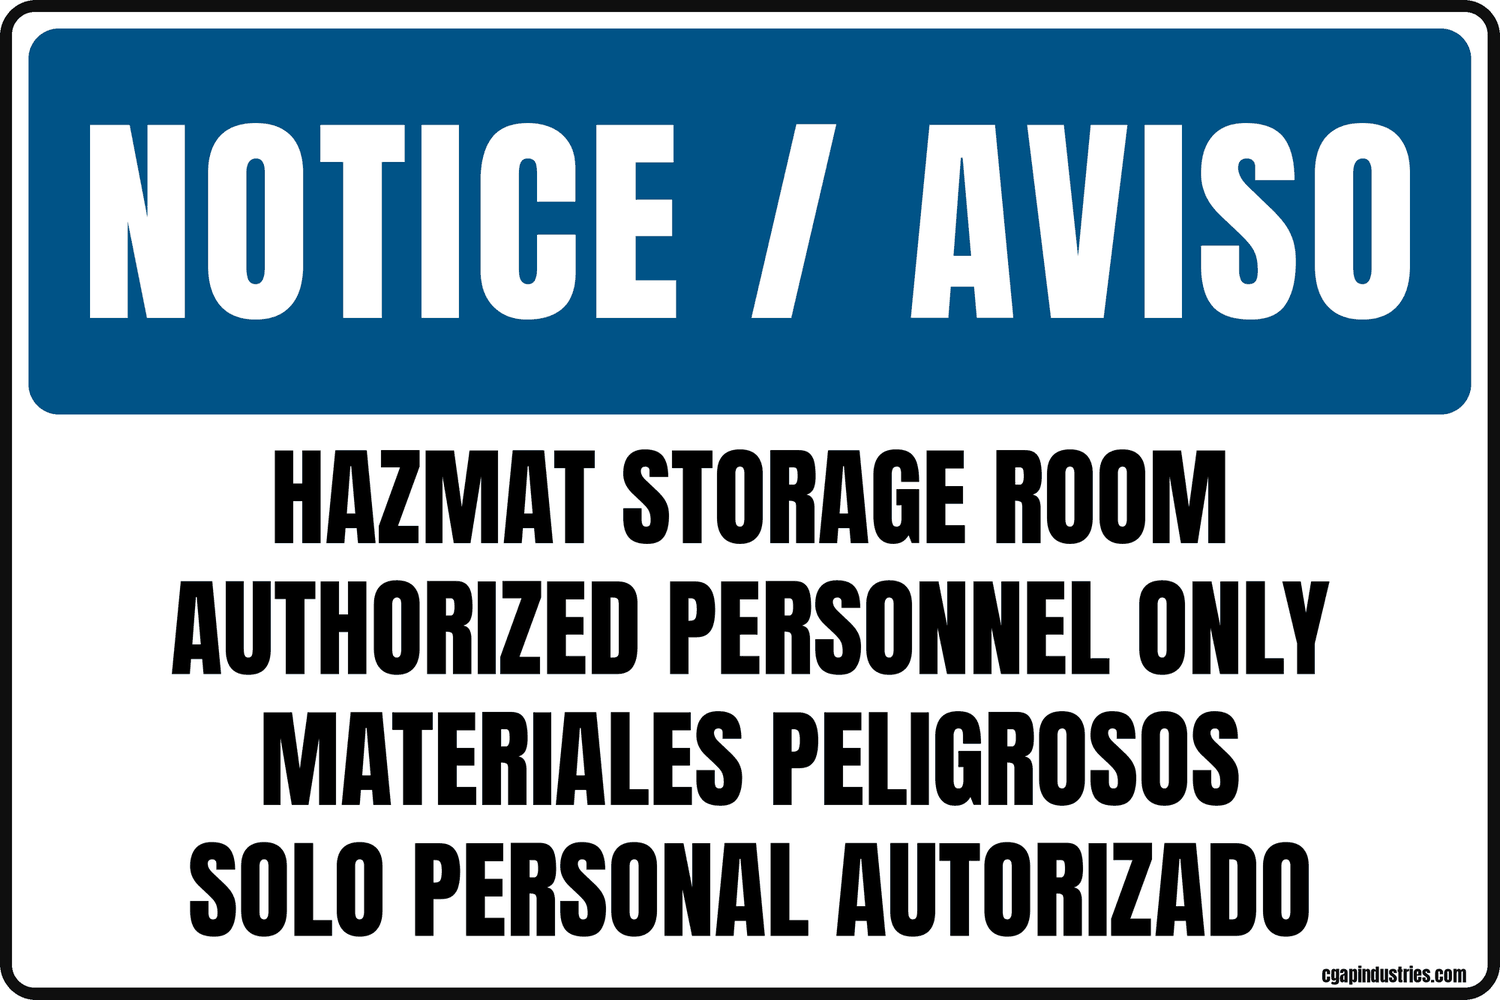 NOTICE / AVISO
HAZMAT STORAGE ROOM
AUTHORIZED PERSONNEL ONLY
MATERIALES PELIGROSOS
SOLO PERSONAL AUTORIZADO
cgapindustries.com